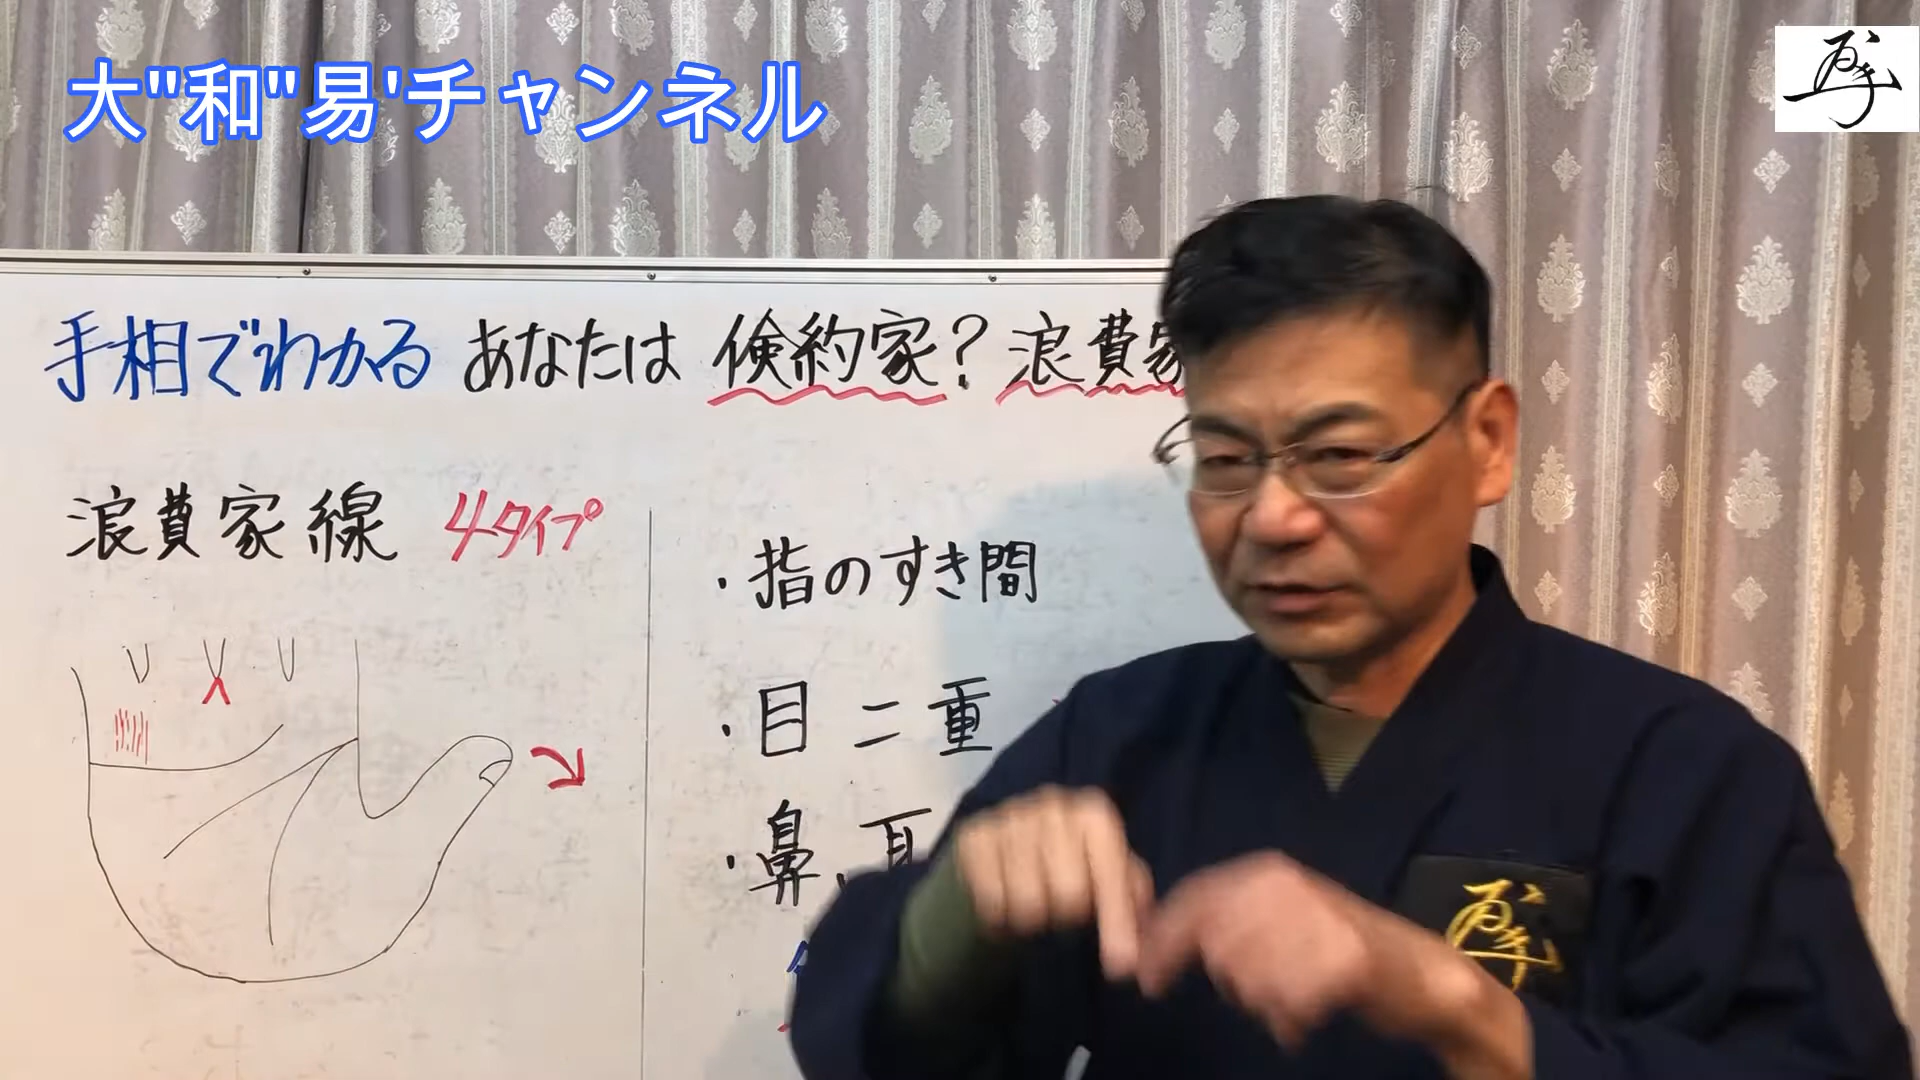 大"和"易'チャンネル
手相でわかる あなたは 倹約家? 浪費家
浪費家線 4タイプ
・指のすき間
・目 二重
・鼻、耳